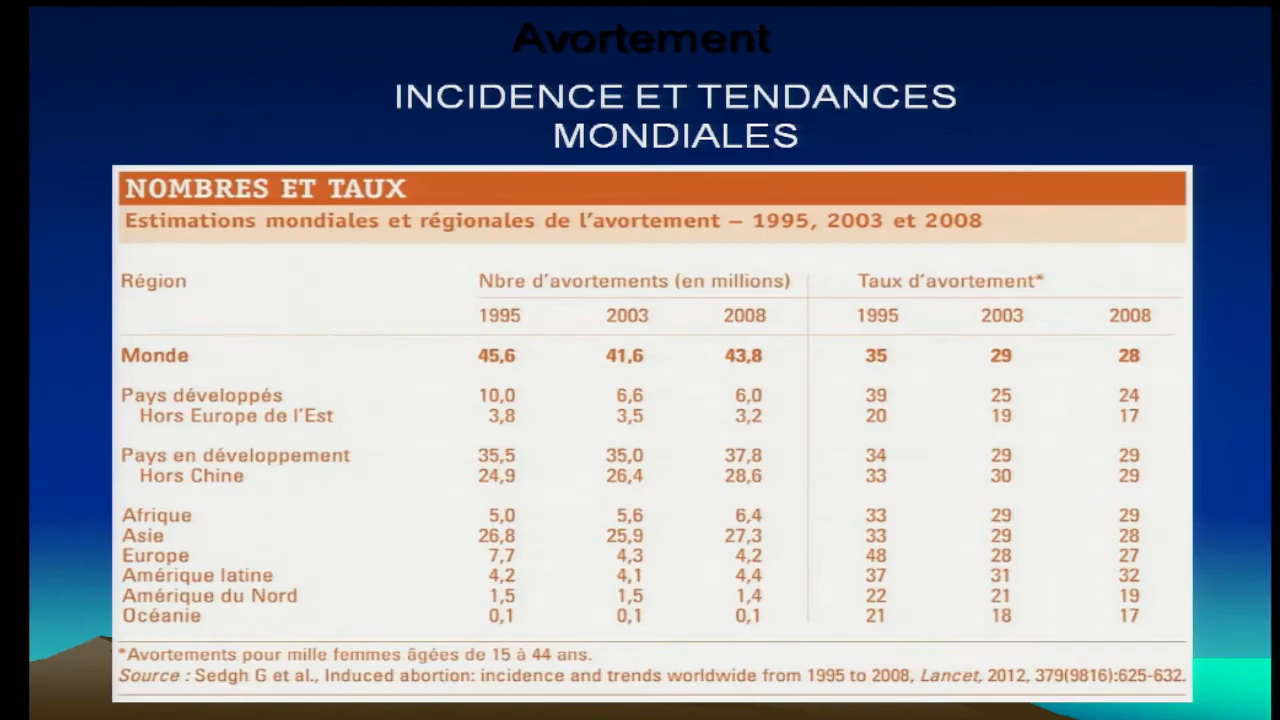 Avortement
INCIDENCE ET TENDANCES
MONDIALES
NOMBRES ET TAUX
Estimations mondiales et régionales de l'avortement – 1995, 2003 et 2008
Région Nbre d'avortements (en millions) Taux d'avortement*
1995 2003 2008 1995 2003 2008
Monde 45,6 41,6 43,8 35 29 28
Pays développés 10,0 6,6 6,0 39 25 24
Hors Europe de l'Est 3,8 3,5 3,2 20 19 17
Pays en développement 35,5 35,0 37,8 34 29 29
Hors Chine 24,9 26,4 28,6 33 30 29
Afrique 5,0 5,6 6,4 33 29 29
Asie 26,8 25,9 27,3 33 29 28
Europe 7,7 4,3 4,2 48 28 27
Amérique latine 4,2 4,1 4,4 37 31 32
Amérique du Nord 1,5 1,5 1,4 22 21 19
Océanie 0,1 0,1 0,1 21 18 17
*Avortements pour mille femmes âgées de 15 à 44 ans.
Source : Sedgh G et al., Induced abortion: incidence and trends worldwide from 1995 to 2008, Lancet, 2012, 379(9816):625-632.